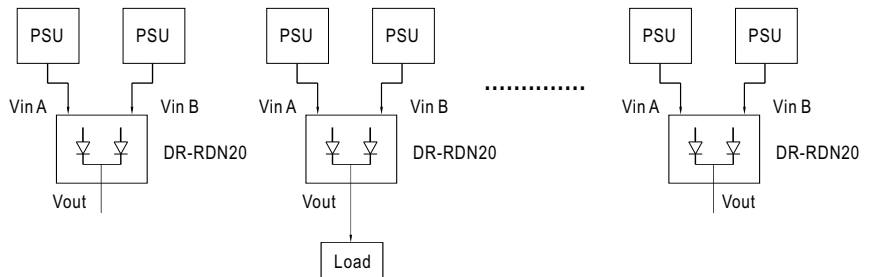 PSU PSU PSU PSU PSU PSU
Vin A Vin B Vin A Vin B Vin A Vin B
DR-RDN20 DR-RDN20 DR-RDN20
Vout Vout Vout
Load